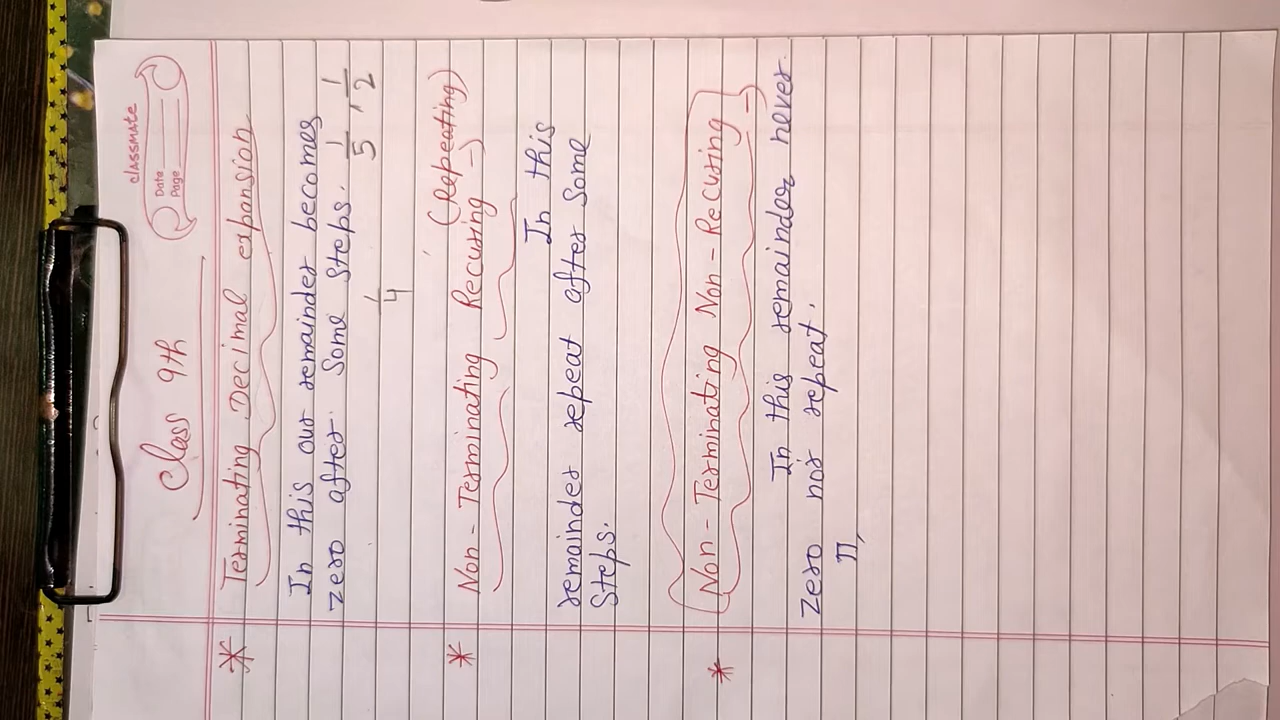 classmate
Date
Page
Class 9th
* Terminating Decimal expansion
In this our remainder becomes
zero after some steps. 1/5, 1/2
1/4
(Repeating)
* Non-Terminating Recuring →
In this
remainder repeat after some
Steps.
* Non-Terminating Non-Recuring →
In this remainder never
Zero nor repeat.
π,